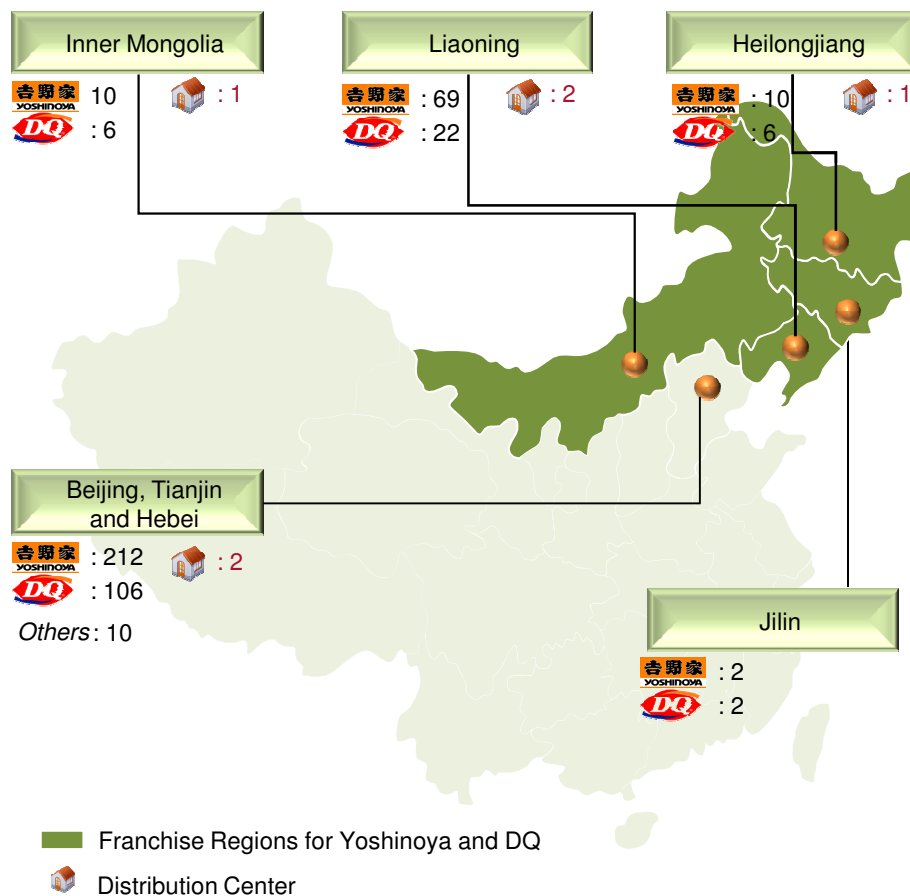 Inner Mongolia
吉野家 YOSHINOYA 10
DQ : 6
: 1
Liaoning
吉野家 YOSHINOYA : 69
DQ : 22
: 2
Heilongjiang
吉野家 YOSHINOYA : 10
DQ : 6
: 1
Beijing, Tianjin
and Hebei
吉野家 YOSHINOYA : 212
DQ : 106
Others : 10
: 2
Jilin
吉野家 YOSHINOYA : 2
DQ : 2
Franchise Regions for Yoshinoya and DQ
Distribution Center